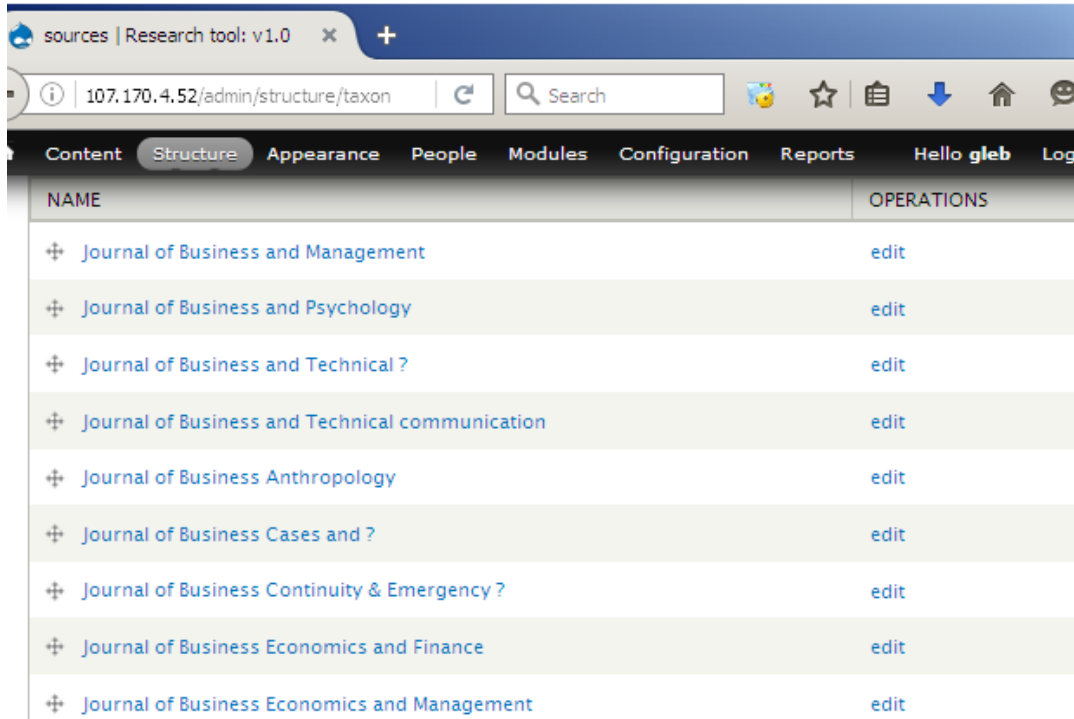 sources | Research tool: v1.0
107.170.4.52/admin/structure/taxon Search
Content Structure Appearance People Modules Configuration Reports Hello gleb Log
NAME OPERATIONS
Journal of Business and Management edit
Journal of Business and Psychology edit
Journal of Business and Technical ? edit
Journal of Business and Technical communication edit
Journal of Business Anthropology edit
Journal of Business Cases and ? edit
Journal of Business Continuity & Emergency ? edit
Journal of Business Economics and Finance edit
Journal of Business Economics and Management edit